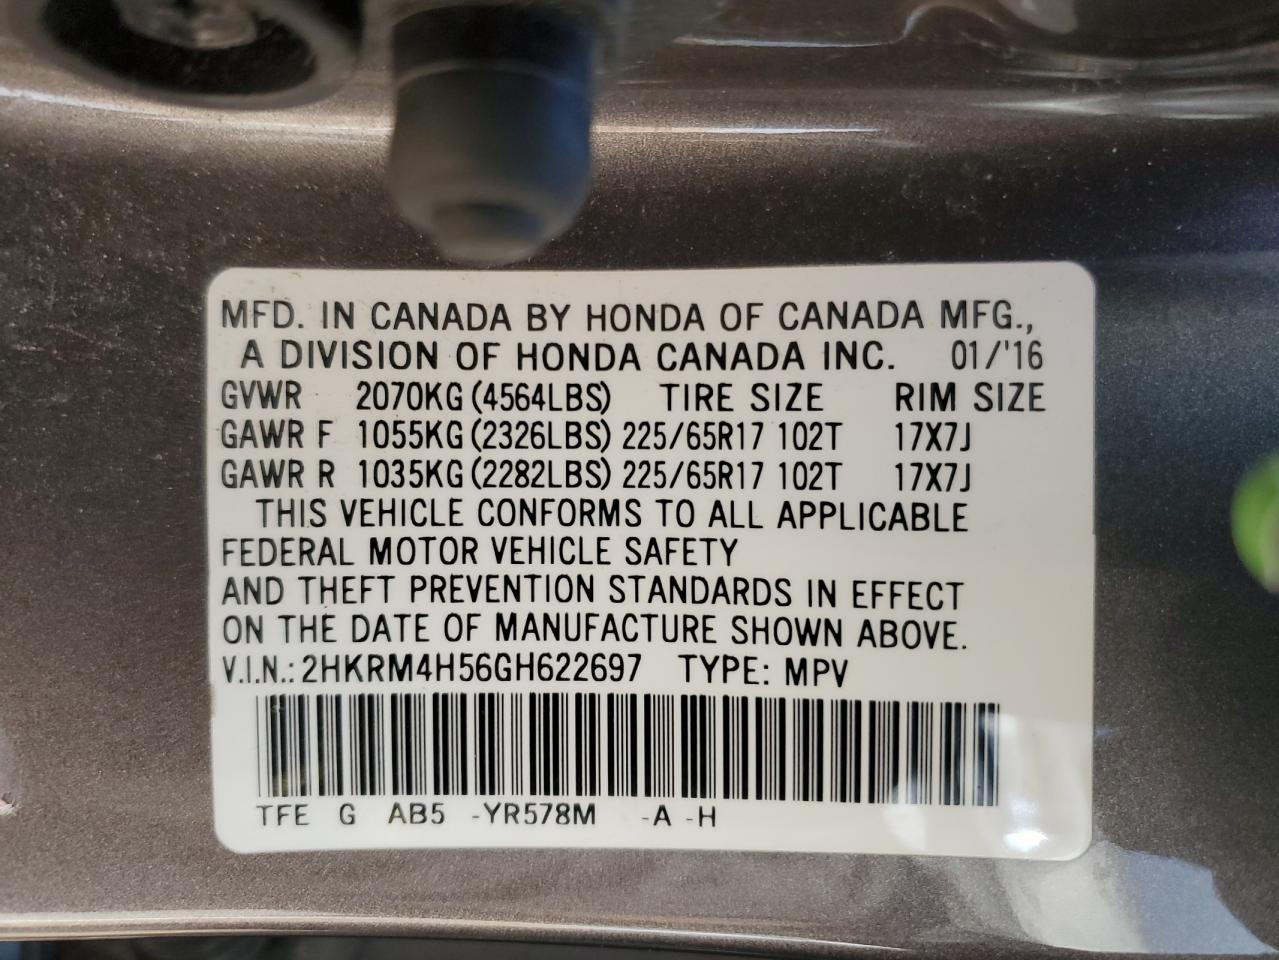 MFD. IN CANADA BY HONDA OF CANADA MFG.,
A DIVISION OF HONDA CANADA INC. 01/'16
GVWR 2070KG (4564LBS) TIRE SIZE RIM SIZE
GAWR F 1055KG (2326LBS) 225/65R17 102T 17X7J
GAWR R 1035KG (2282LBS) 225/65R17 102T 17X7J
THIS VEHICLE CONFORMS TO ALL APPLICABLE
FEDERAL MOTOR VEHICLE SAFETY
AND THEFT PREVENTION STANDARDS IN EFFECT
ON THE DATE OF MANUFACTURE SHOWN ABOVE.
V.I.N.: 2HKRM4H56GH622697 TYPE: MPV
TFE G AB5 -YR578M -A -H